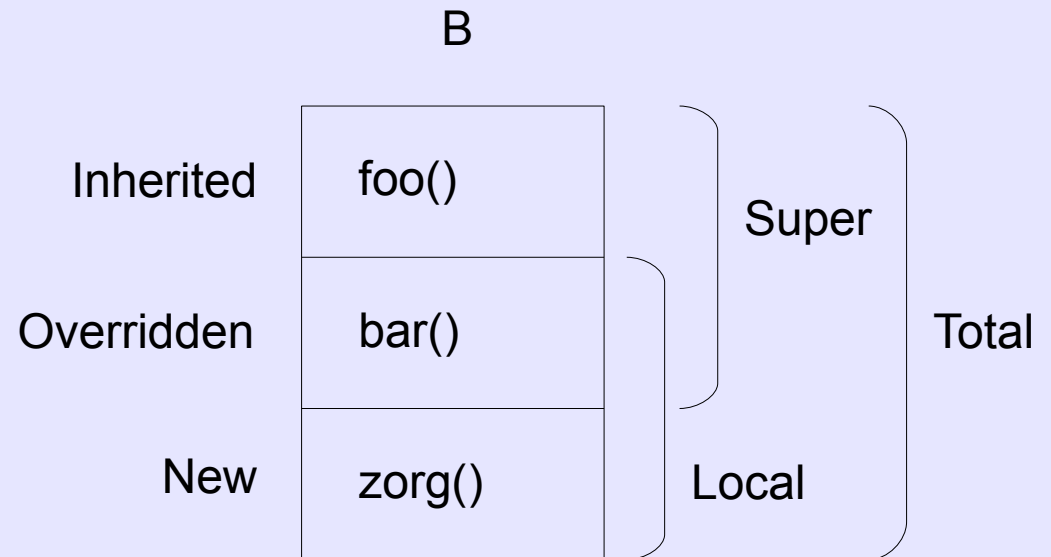 B
Inherited foo()
Super
Overridden bar() Total
New zorg() Local